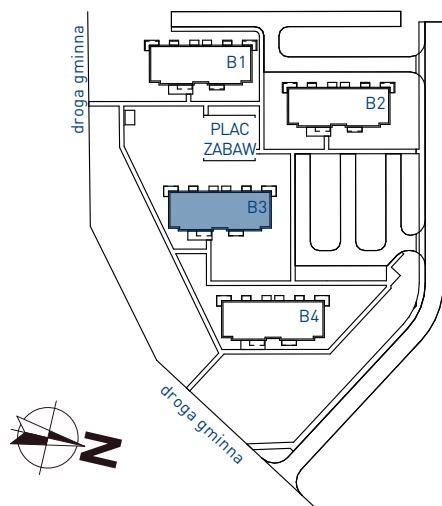 B1
B2
droga gminna
PLAC
ZABAW
B3
B4
droga gminna
N